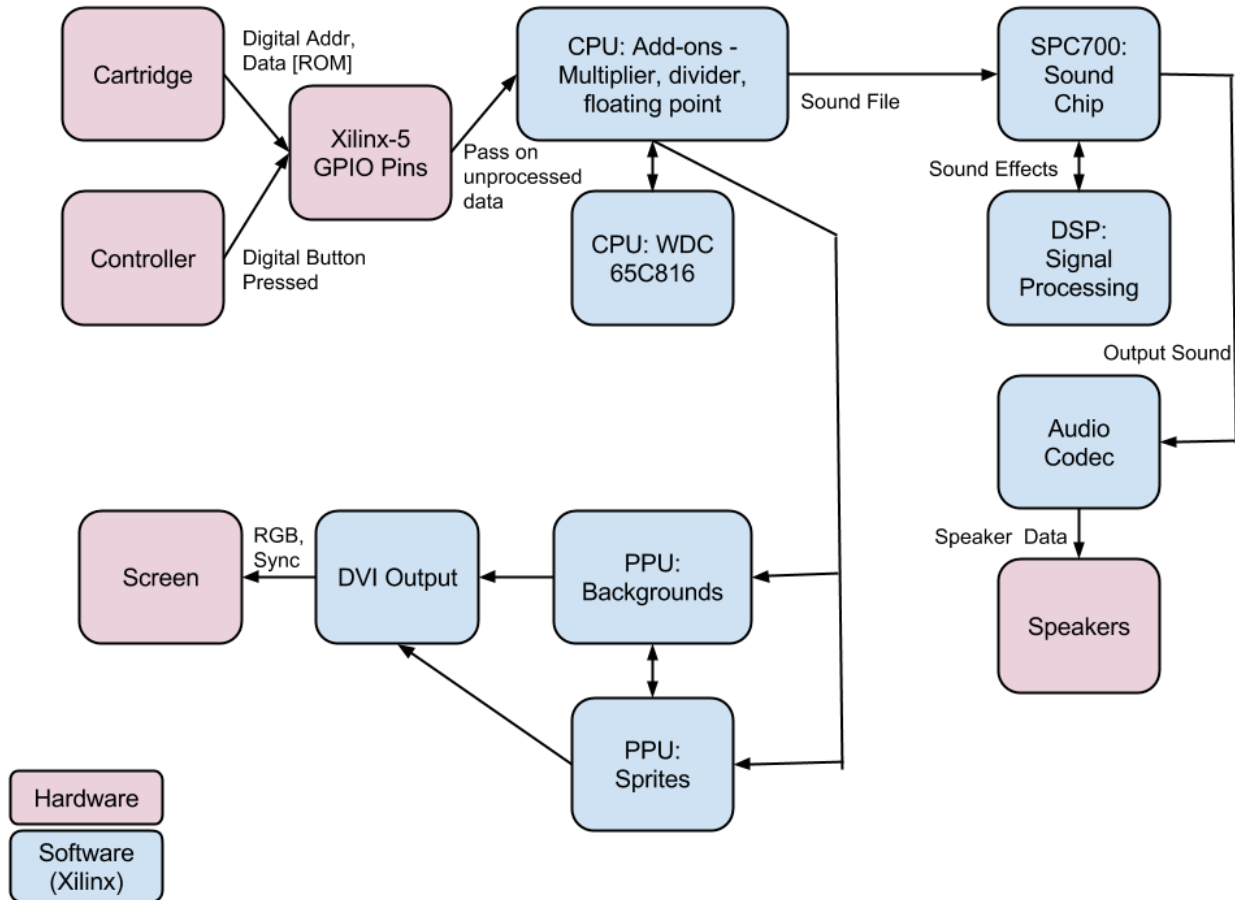 Cartridge
Digital Addr,
Data [ROM]
Controller
Digital Button
Pressed
Xilinx-5
GPIO Pins
Pass on
unprocessed
data
CPU: Add-ons -
Multiplier, divider,
floating point
Sound File
CPU: WDC
65C816
SPC700:
Sound
Chip
Sound Effects
DSP:
Signal
Processing
Output Sound
Audio
Codec
Speaker Data
Speakers
Screen
RGB,
Sync
DVI Output
PPU:
Backgrounds
PPU:
Sprites
Hardware
Software
(Xilinx)